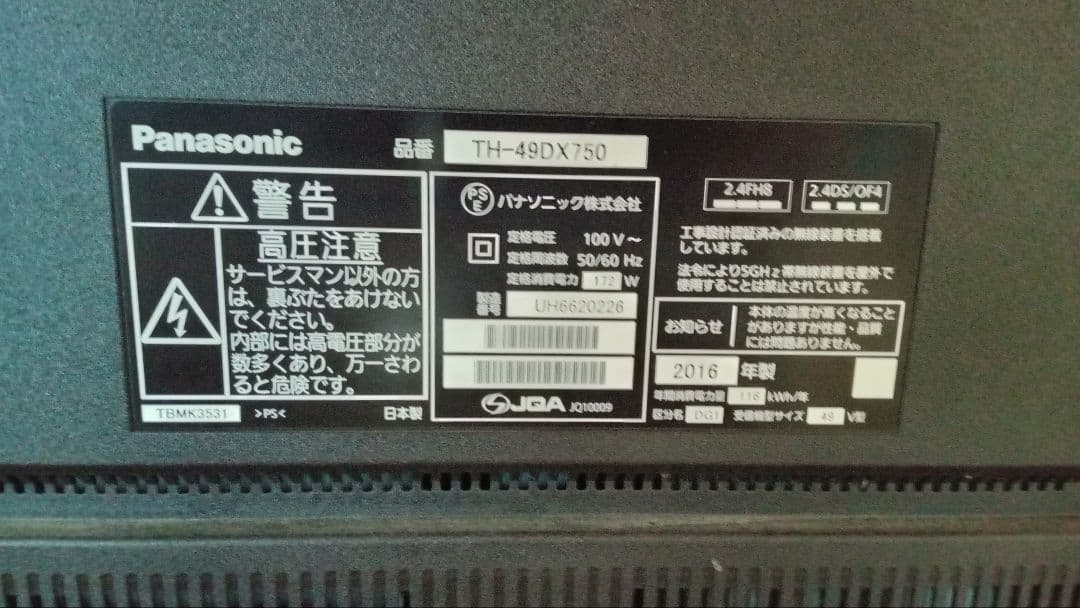 Panasonic
品番 TH-49DX750
警告
高圧注意
サービスマン以外の方
は、裏ぶたをあけない
でください。
内部には高電圧部分が
数多くあり、万一さわ
ると危険です。
TBMK3531 >PS< 日本製
PSE パナソニック株式会社
定格電圧 100 V~
定格周波数 50/60 Hz
定格消費電力 172 W
製造番号 UH6620226
JQA JQ10009
2.4FH8 2.4DS/OF4
工事設計認証済みの無線装置を搭載
しています。
法令により5GHz帯無線装置を屋外で
使用することは禁止されています。
お知らせ
本体の温度が高くなること
がありますが性能・品質
には問題ありません。
2016 年製
年間消費電力量 116 kWh/年
区分名 DG1 受信機型サイズ 49 V型